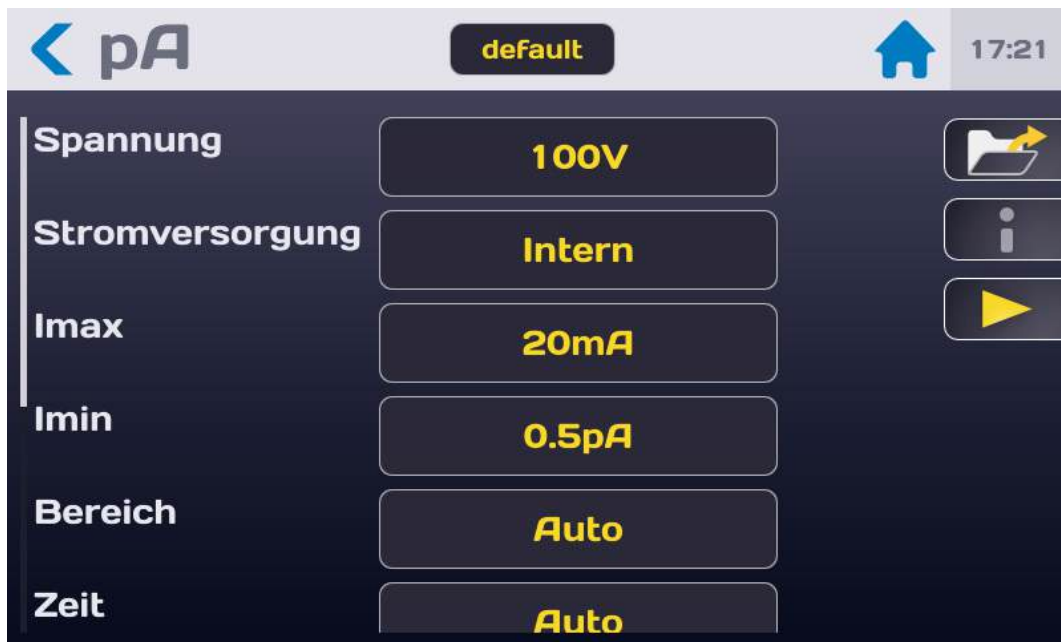 pA
default
17:21
Spannung
100V
Stromversorgung
Intern
Imax
20mA
Imin
0.5pA
Bereich
Auto
Zeit
Auto